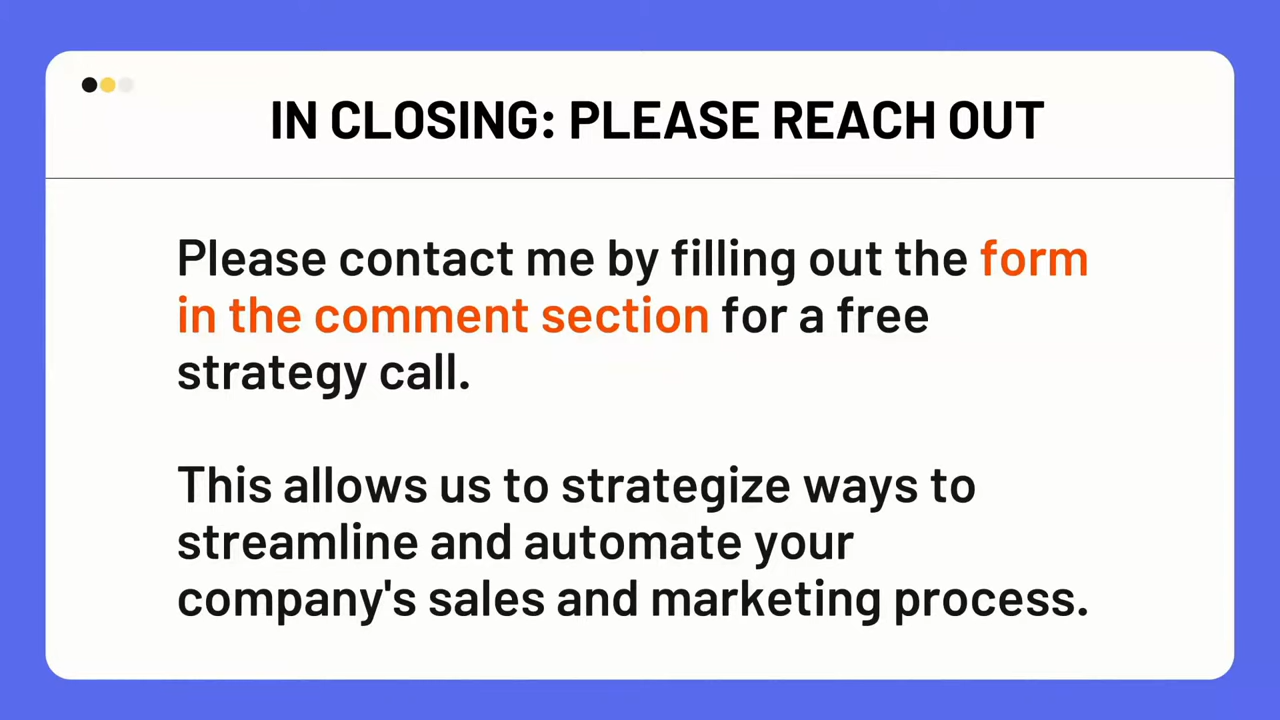 IN CLOSING: PLEASE REACH OUT
Please contact me by filling out the form
in the comment section for a free
strategy call.
This allows us to strategize ways to
streamline and automate your
company's sales and marketing process.